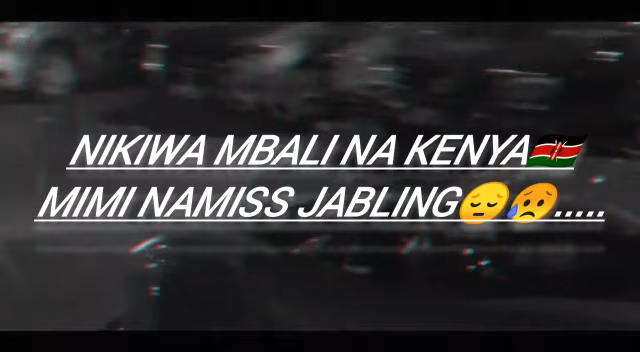 NIKIWA MBALI NA KENYA🇰🇪
MIMI NAMISS JABLING😔😥.....